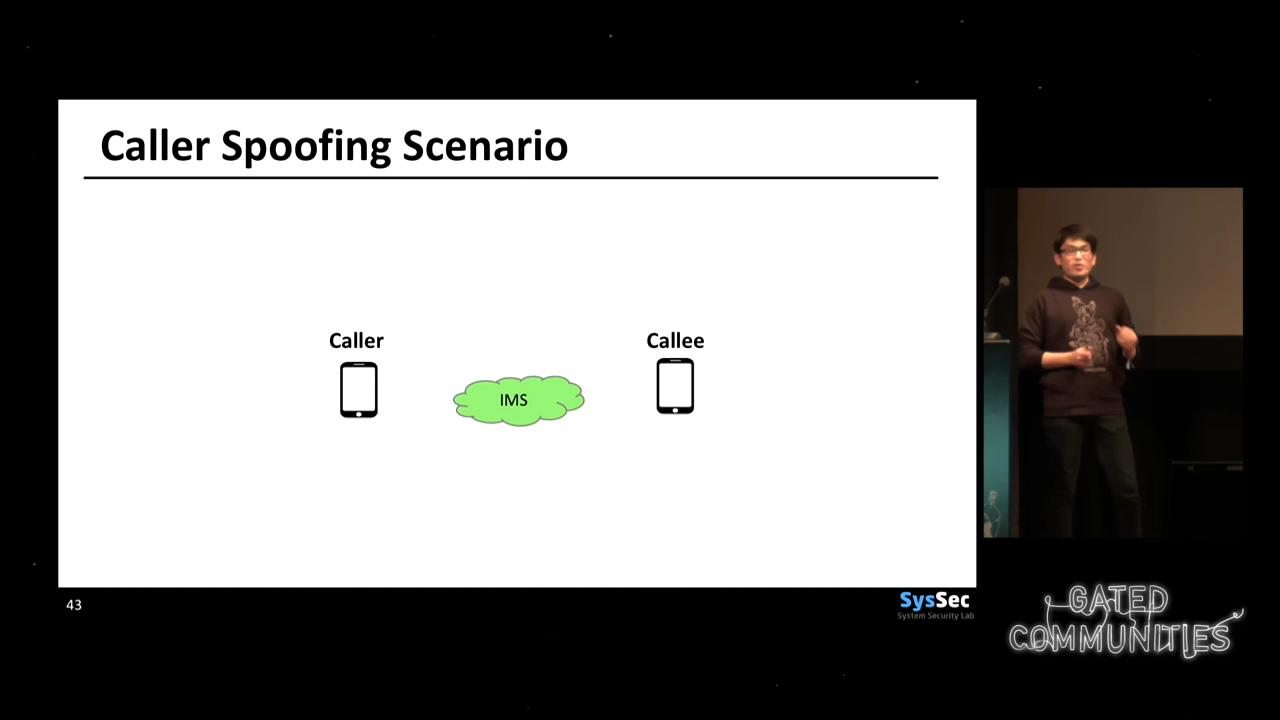 Caller Spoofing Scenario
Caller
Callee
IMS
43
SysSec
System Security Lab
GATED
COMMUNITIES